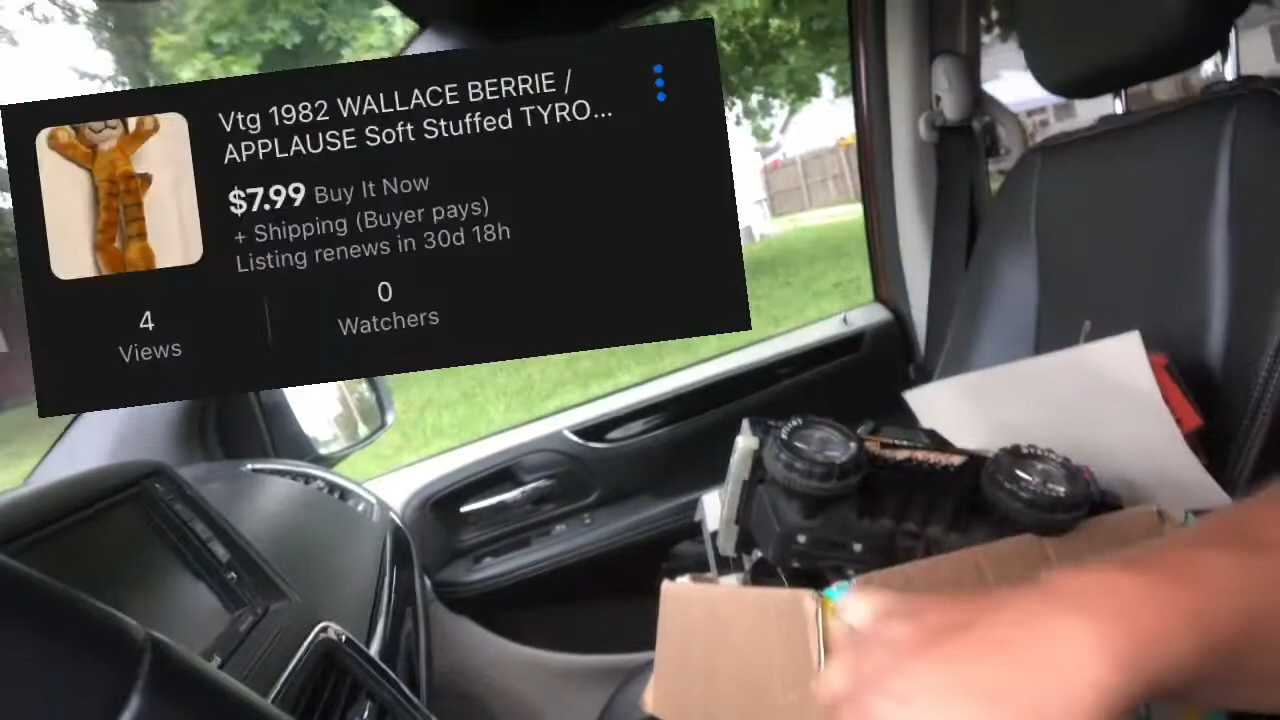 Vtg 1982 WALLACE BERRIE /
APPLAUSE Soft Stuffed TYRO...
$7.99 Buy It Now
+ Shipping (Buyer pays)
Listing renews in 30d 18h
4
Views
0
Watchers